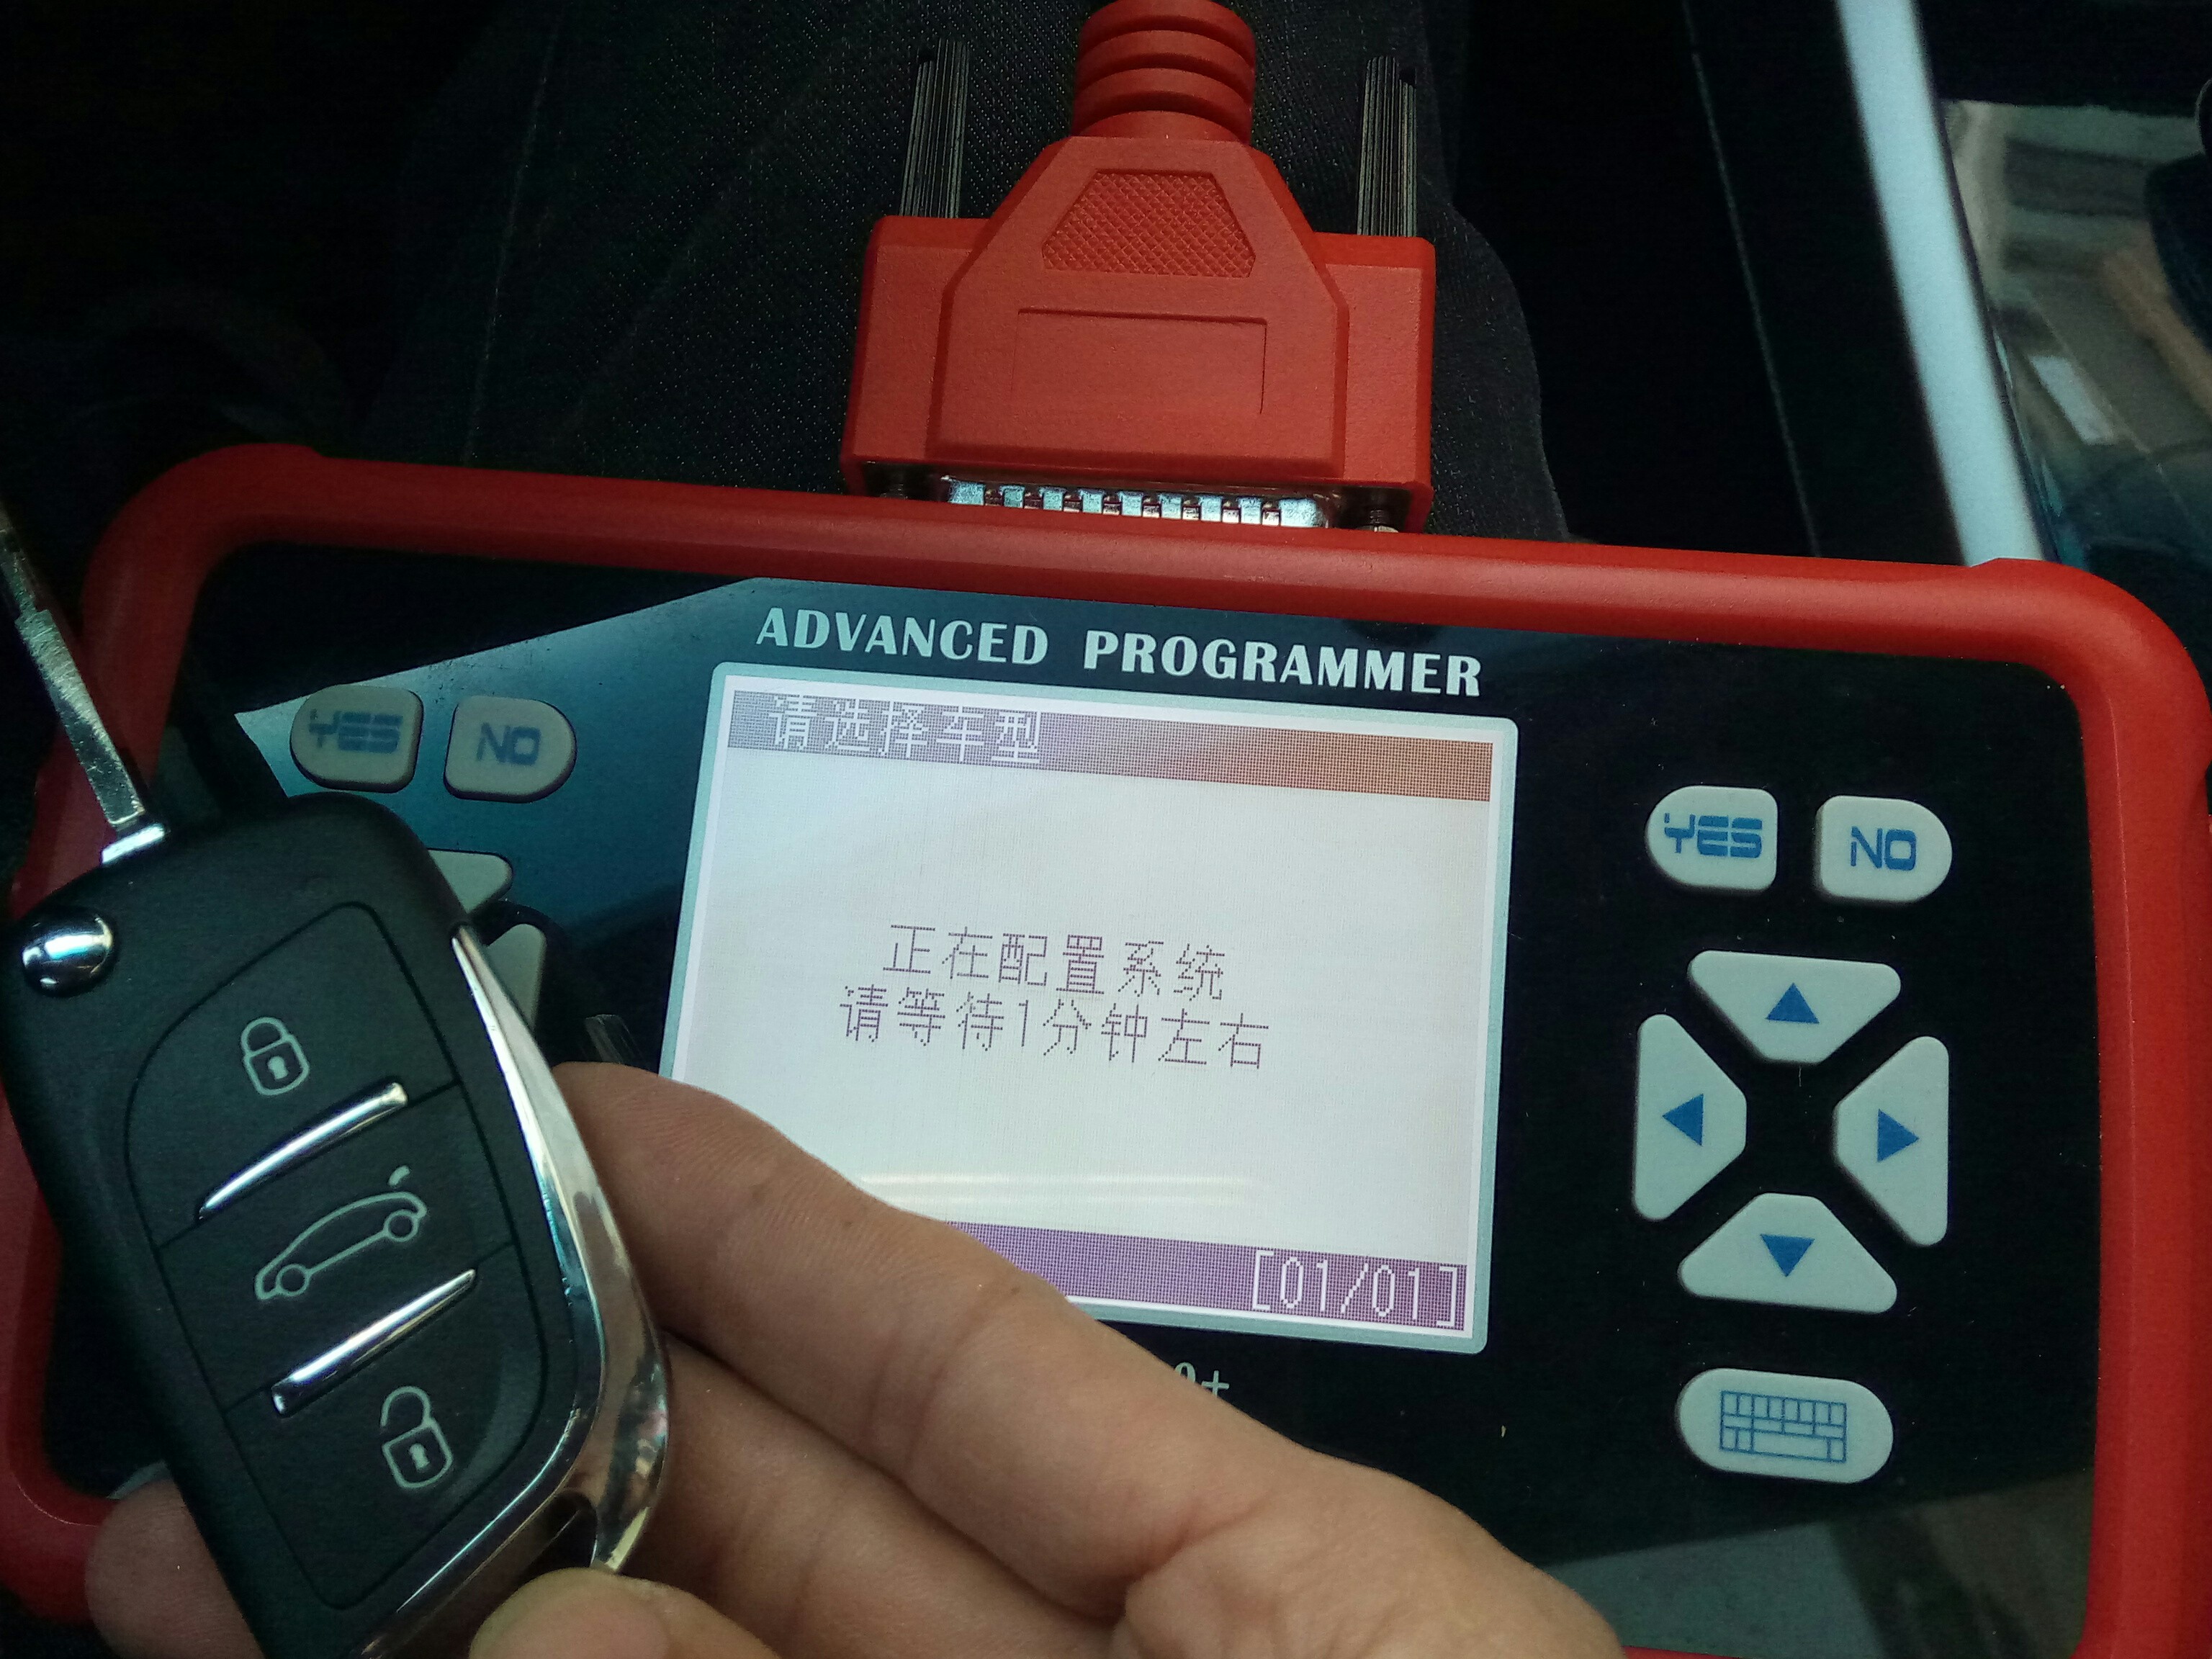 ADVANCED PROGRAMMER
YES NO
请选择车型
YES NO
正在配置系统
请等待1分钟左右
[01/01]